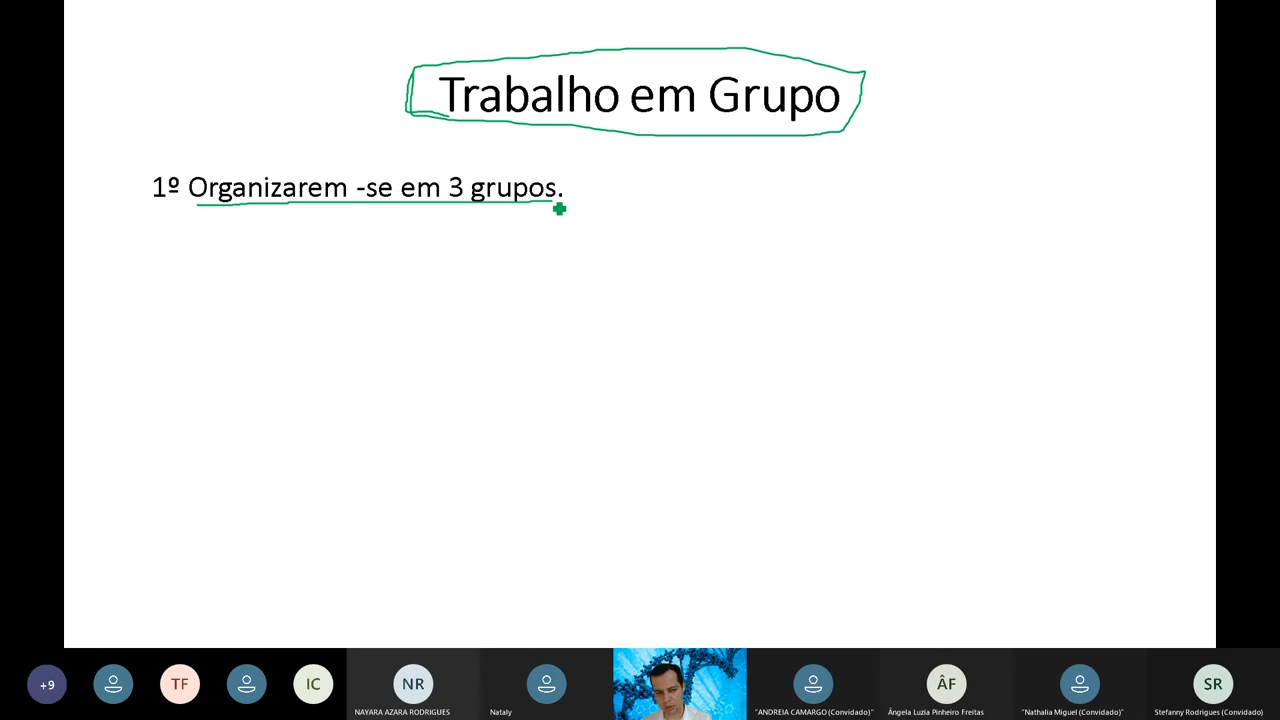 Trabalho em Grupo
1º Organizarem -se em 3 grupos.
+9
TF
IC
NR
ÂF
SR
NAYARA AZARA RODRIGUES
Nataly
"ANDREIA CAMARGO (Convidado)"
Ângela Luzia Pinheiro Freitas
"Nathalia Miguel (Convidado)"
Stefanny Rodrigues (Convidado)